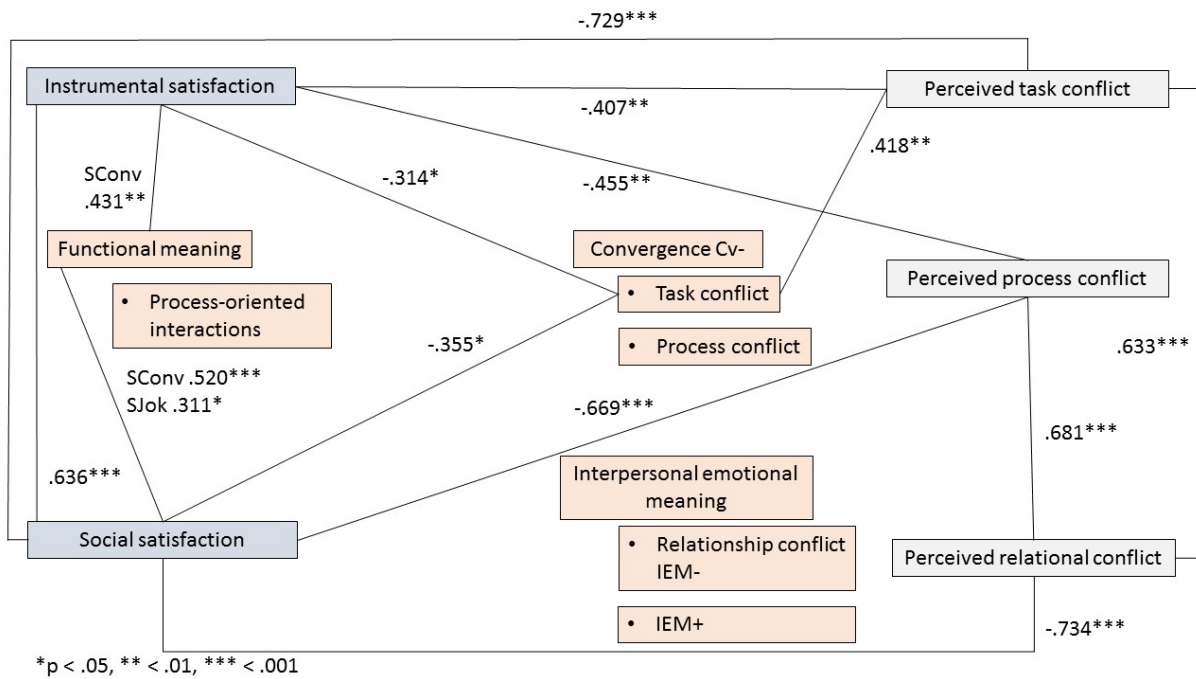 -.729***
Instrumental satisfaction
Perceived task conflict
-.407**
.418**
SConv
.431**
-.314*
-.455**
Functional meaning
Convergence Cv-
Perceived process conflict
• Process-oriented
interactions
• Task conflict
• Process conflict
-.355*
.633***
SConv .520***
SJok .311*
-.669***
.681***
.636***
Interpersonal emotional
meaning
Social satisfaction
• Relationship conflict
IEM-
Perceived relational conflict
• IEM+
-.734***
*p < .05, ** < .01, *** < .001